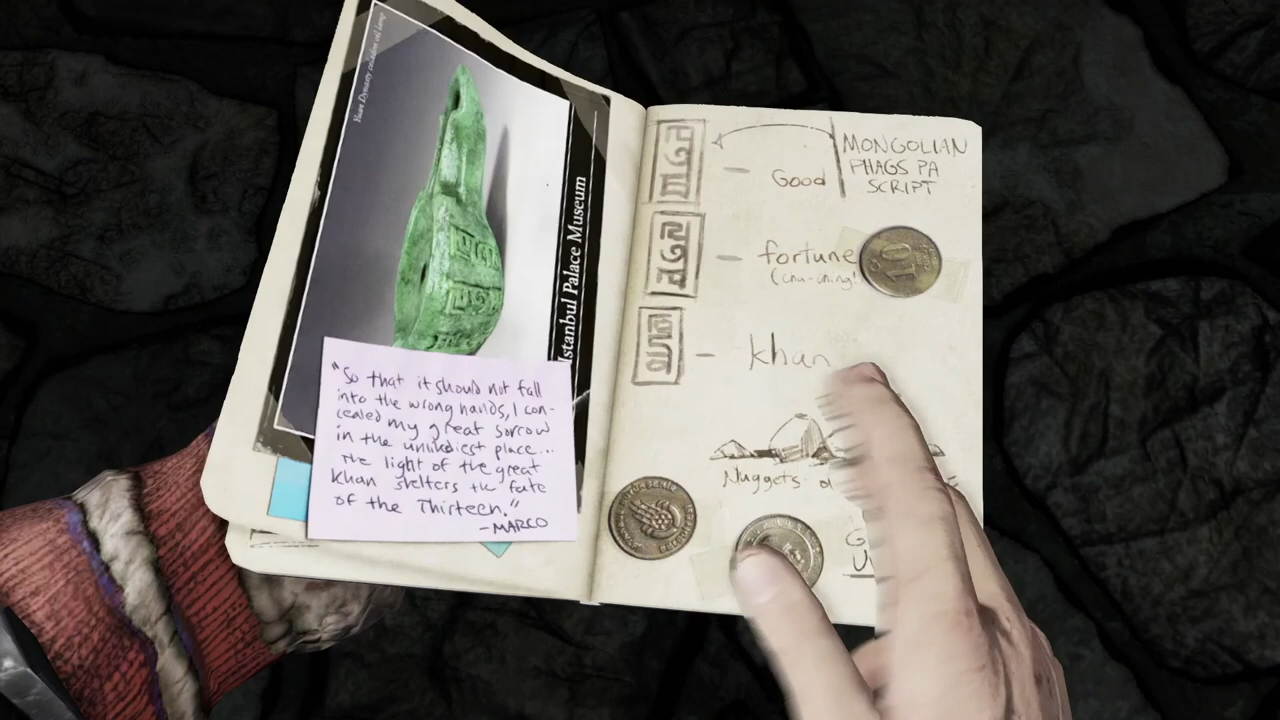 Yuan Dynasty celadon oil Lamp
Istanbul Palace Museum
"So that it should not fall
into the wrong hands, I con-
cealed my great sorrow
in the unlikeliest place...
The light of the great
Khan shelters the fate
of the Thirteen."
-MARCO
MONGOLIAN
PHAGS PA
SCRIPT
- Good
- fortune
(cha-ching!
- khan
Nuggets
10